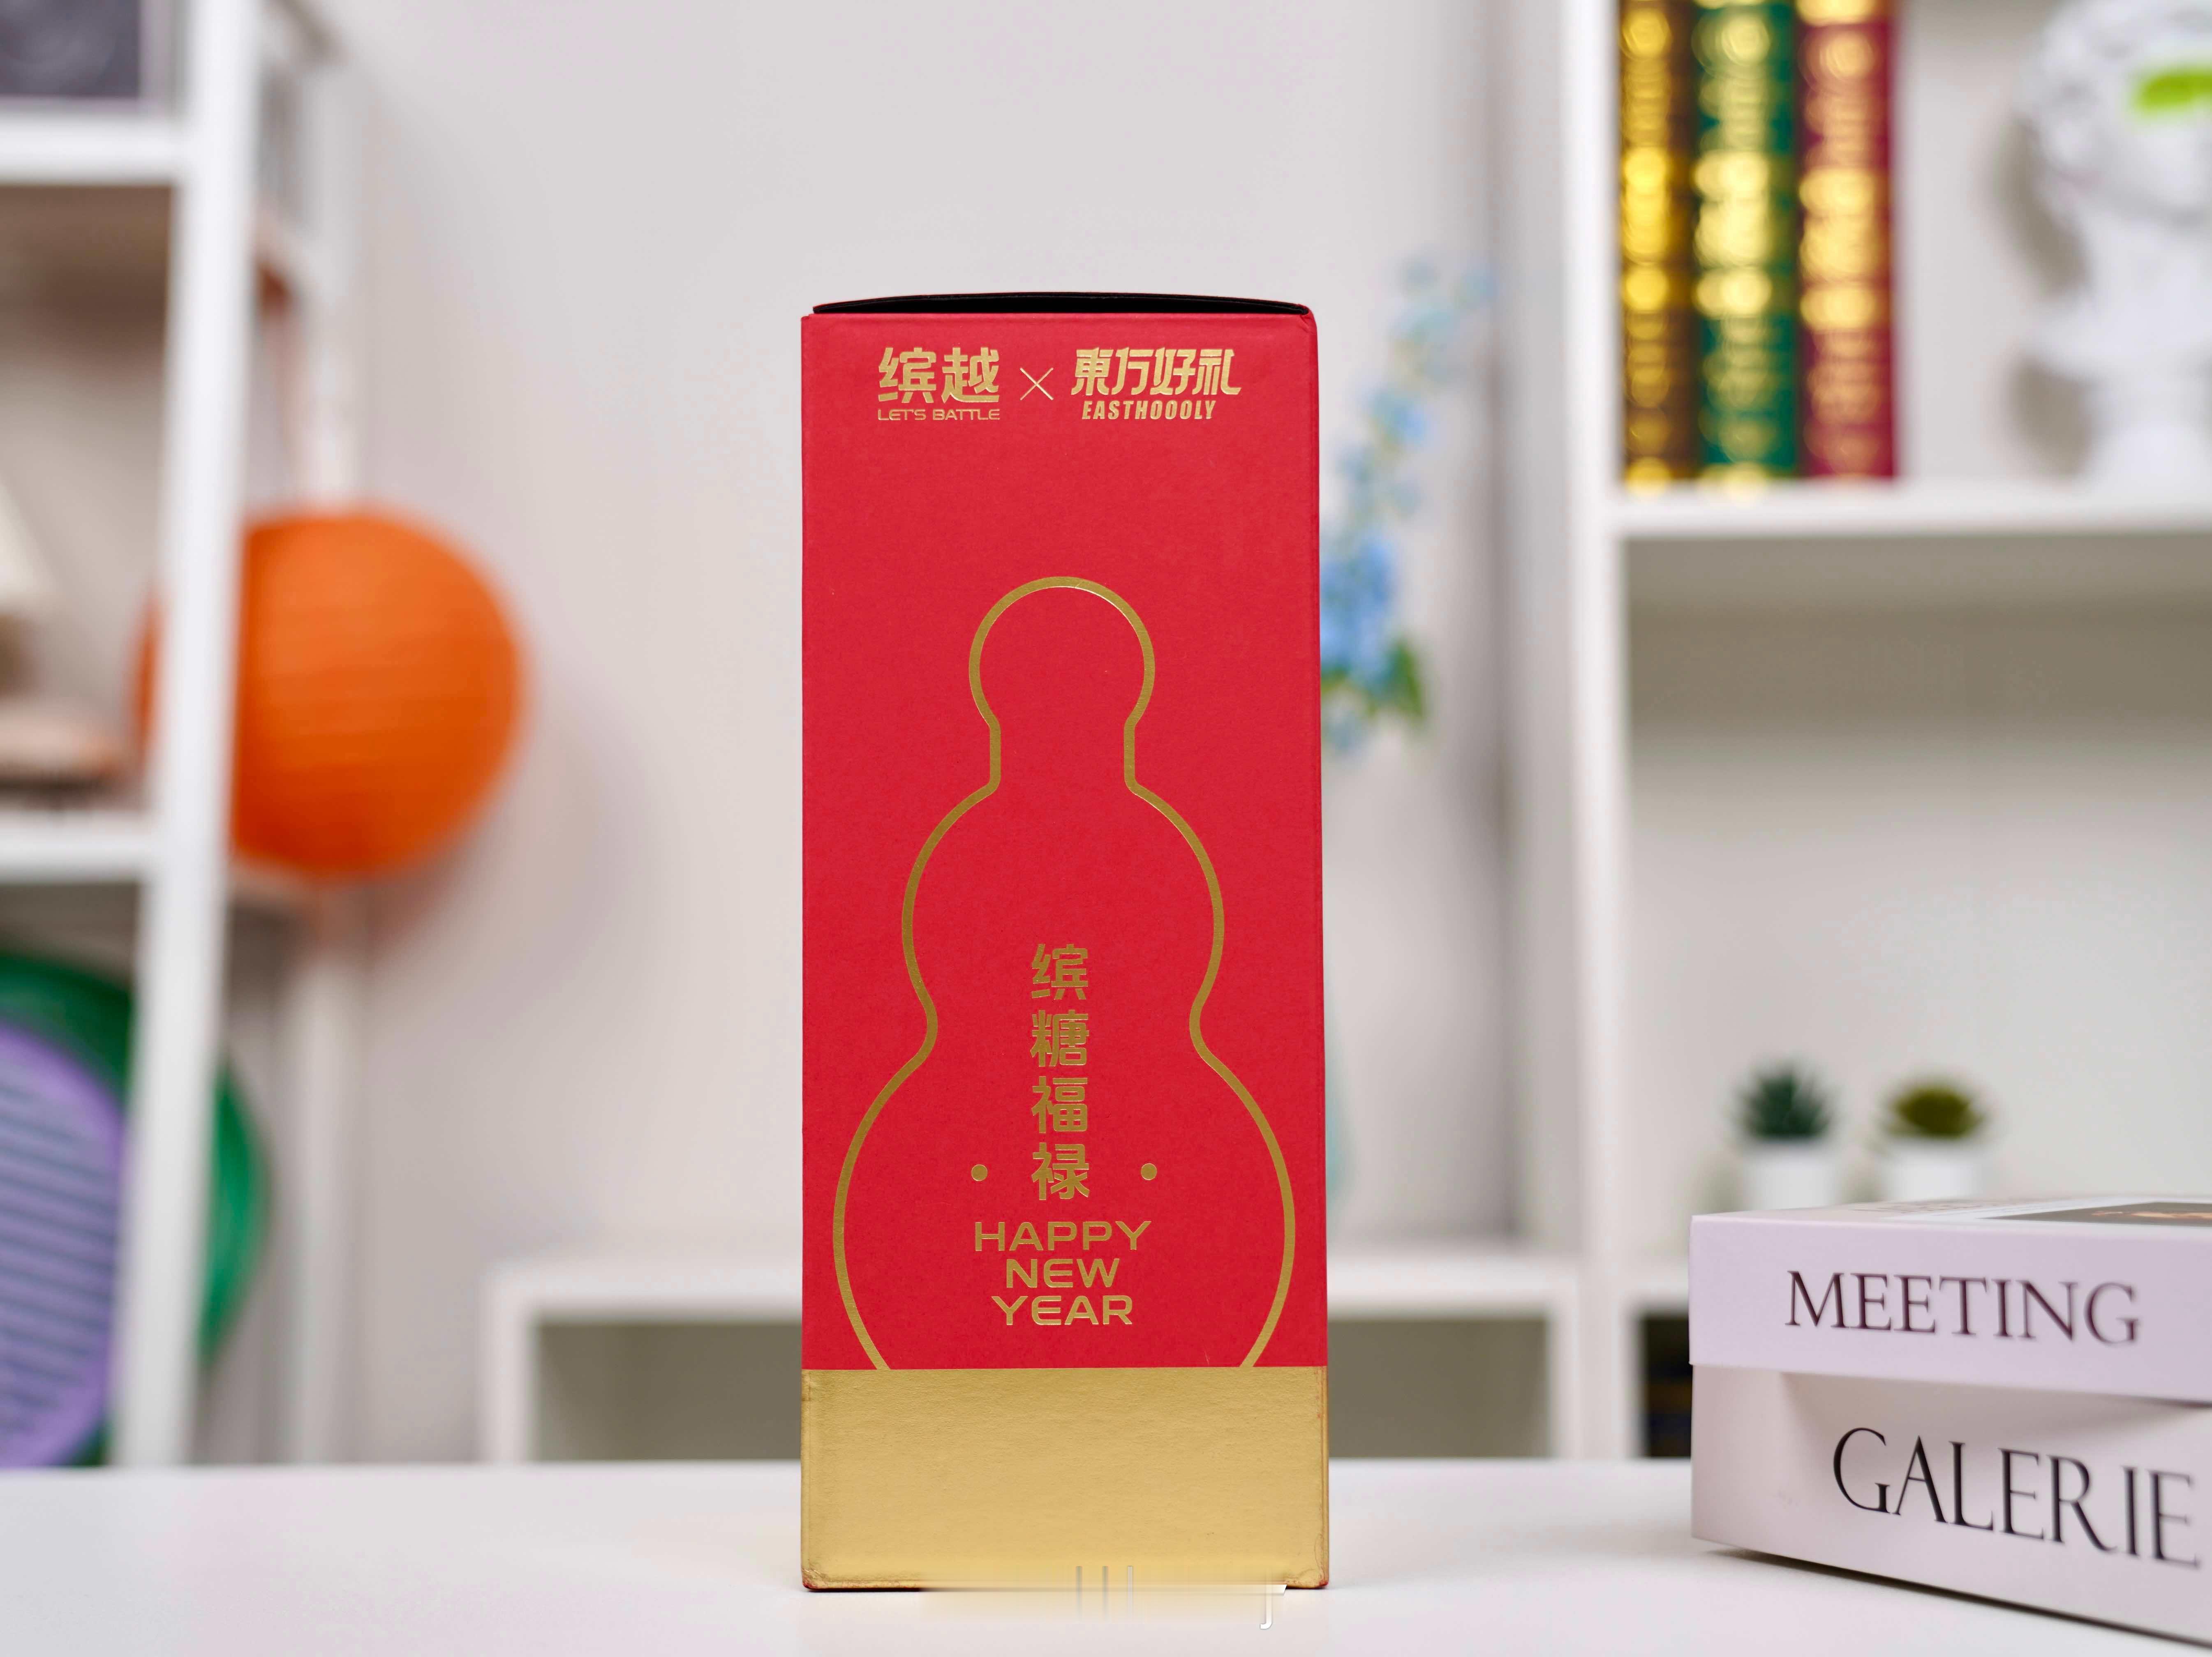 缤越 × 東方好礼
LET'S BATTLE EASTHOOOLY
缤糖福禄
HAPPY
NEW
YEAR
MEETING
GALERIE